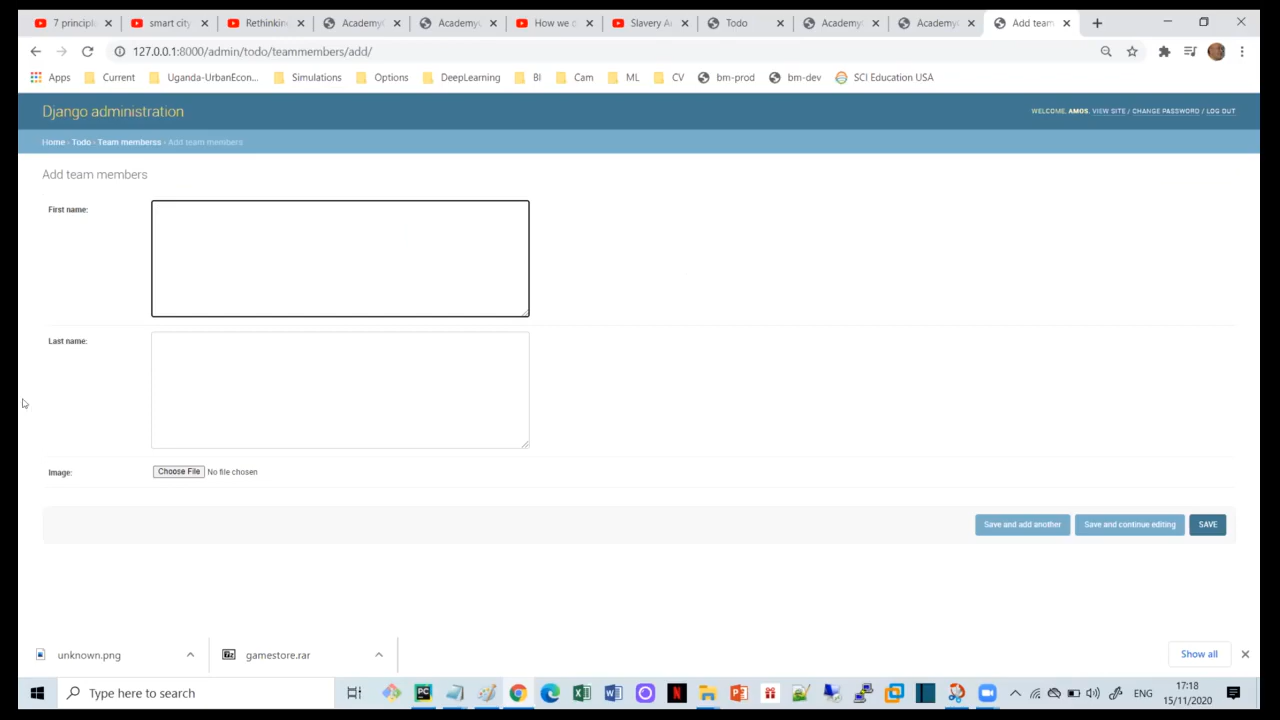 7 principl
smart city
Rethinkin
AcademyC
AcademyC
How we c
Slavery A
Todo
AcademyC
AcademyC
Add team
127.0.0.1:8000/admin/todo/teammembers/add/
Apps Current Uganda-UrbanEcon... Simulations Options DeepLearning BI Cam ML CV bm-prod bm-dev SCI Education USA
Django administration
WELCOME, AMOS. VIEW SITE / CHANGE PASSWORD / LOG OUT
Home › Todo › Team memberss › Add team members
Add team members
First name:
Last name:
Image: Choose File No file chosen
Save and add another Save and continue editing SAVE
unknown.png gamestore.rar Show all
Type here to search
ENG
17:18
15/11/2020